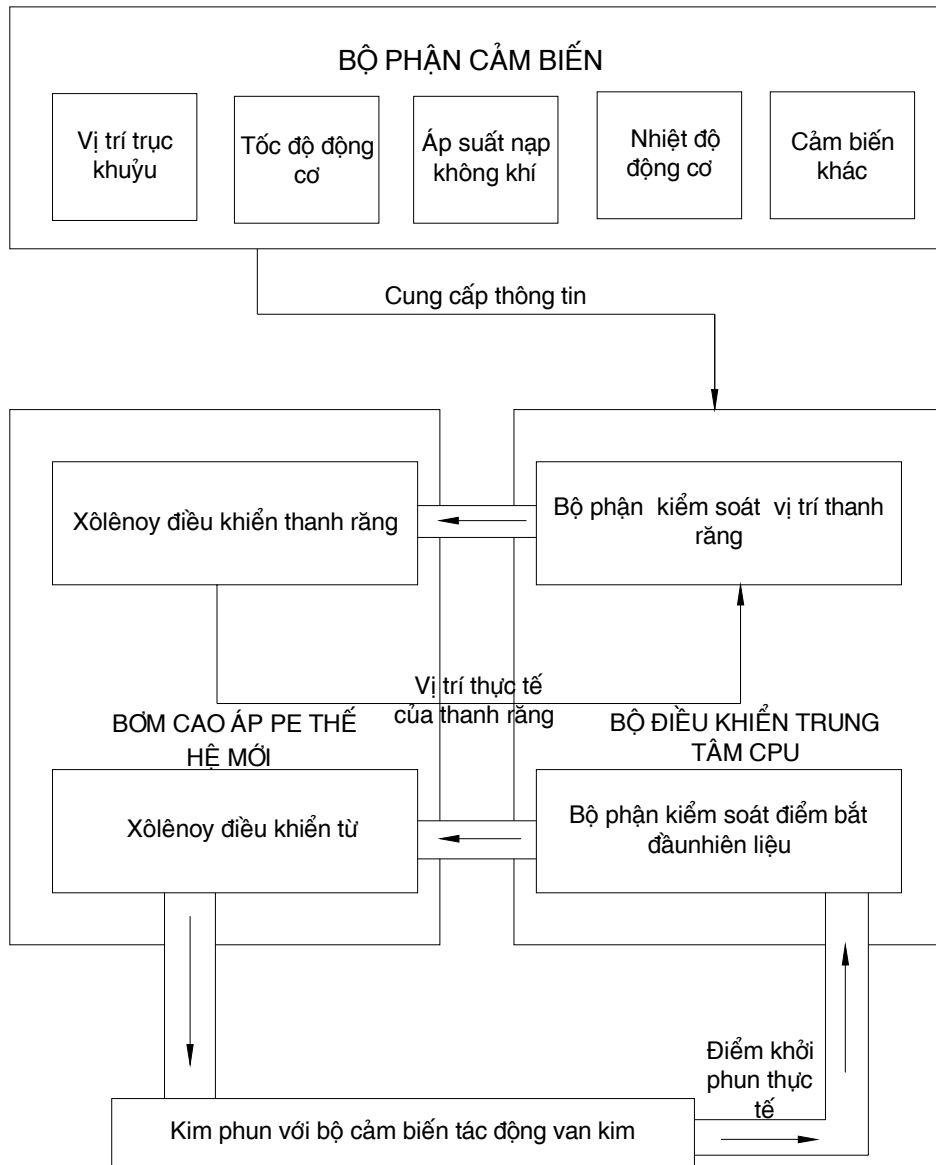 BỘ PHẬN CẢM BIẾN
Vị trí trục
khuỷu
Tốc độ động
cơ
Áp suất nạp
không khí
Nhiệt độ
động cơ
Cảm biến
khác
Cung cấp thông tin
Xôlênoy điều khiển thanh răng
Bộ phận kiểm soát vị trí thanh
răng
Vị trí thực tế
của thanh răng
BƠM CAO ÁP PE THẾ
HỆ MỚI
BỘ ĐIỀU KHIỂN TRUNG
TÂM CPU
Xôlênoy điều khiển từ
Bộ phận kiểm soát điểm bắt
đầunhiên liệu
Điểm khởi
phun thực
tế
Kim phun với bộ cảm biến tác động van kim